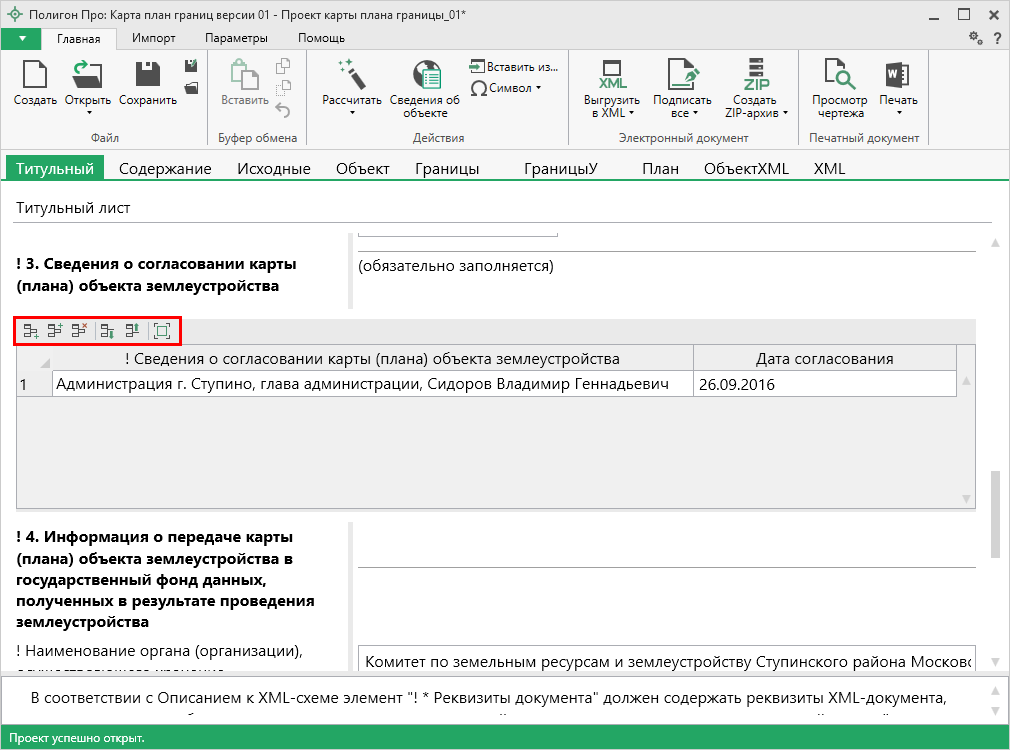 Полигон Про: Карта план границ версии 01 - Проект карты плана границы_01*
Главная Импорт Параметры Помощь
Создать Открыть Сохранить
Файл
Вставить
Буфер обмена
Рассчитать
Сведения об
объекте
Вставить из...
Символ
Действия
Выгрузить
в XML
Подписать
все
Создать
ZIP-архив
Электронный документ
Просмотр
чертежа
Печать
Печатный документ
Титульный Содержание Исходные Объект Границы ГраницыУ План ОбъектXML XML
Титульный лист
! 3. Сведения о согласовании карты
(плана) объекта землеустройства
(обязательно заполняется)
! Сведения о согласовании карты (плана) объекта землеустройства Дата согласования
1 Администрация г. Ступино, глава администрации, Сидоров Владимир Геннадьевич 26.09.2016
! 4. Информация о передаче карты
(плана) объекта землеустройства в
государственный фонд данных,
полученных в результате проведения
землеустройства
! Наименование органа (организации),
Комитет по земельным ресурсам и землеустройству Ступинского района Москово
В соответствии с Описанием к XML-схеме элемент "! * Реквизиты документа" должен содержать реквизиты XML-документа,
Проект успешно открыт.